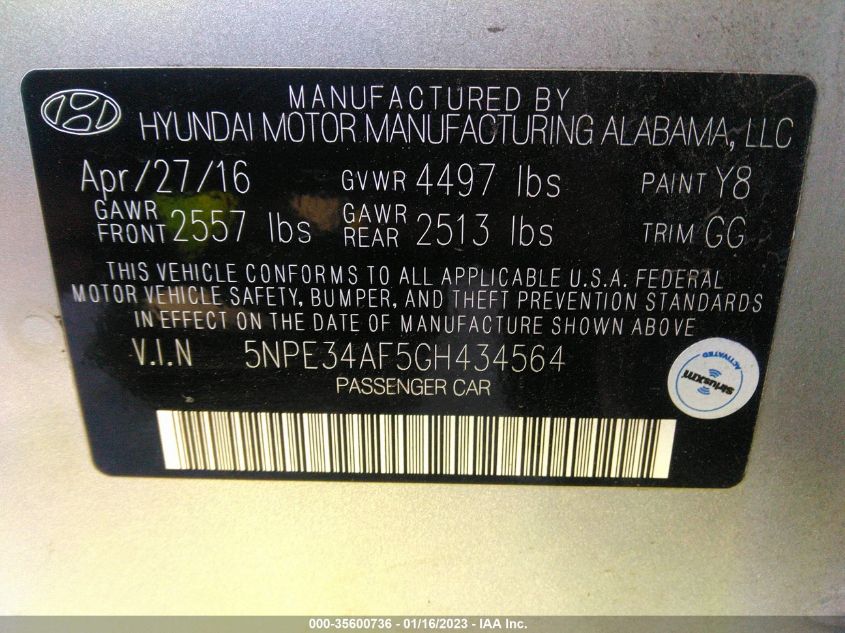 MANUFACTURED BY
HYUNDAI MOTOR MANUFACTURING ALABAMA, LLC
Apr/27/16 GVWR 4497 lbs PAINT Y8
GAWR FRONT 2557 lbs GAWR REAR 2513 lbs TRIM GG
THIS VEHICLE CONFORMS TO ALL APPLICABLE U.S.A. FEDERAL
MOTOR VEHICLE SAFETY, BUMPER, AND THEFT PREVENTION STANDARDS
IN EFFECT ON THE DATE OF MANUFACTURE SHOWN ABOVE
V.I.N 5NPE34AF5GH434564
PASSENGER CAR
ACTIVATED
siriusxm
000-35600736 - 01/16/2023 - IAA Inc.